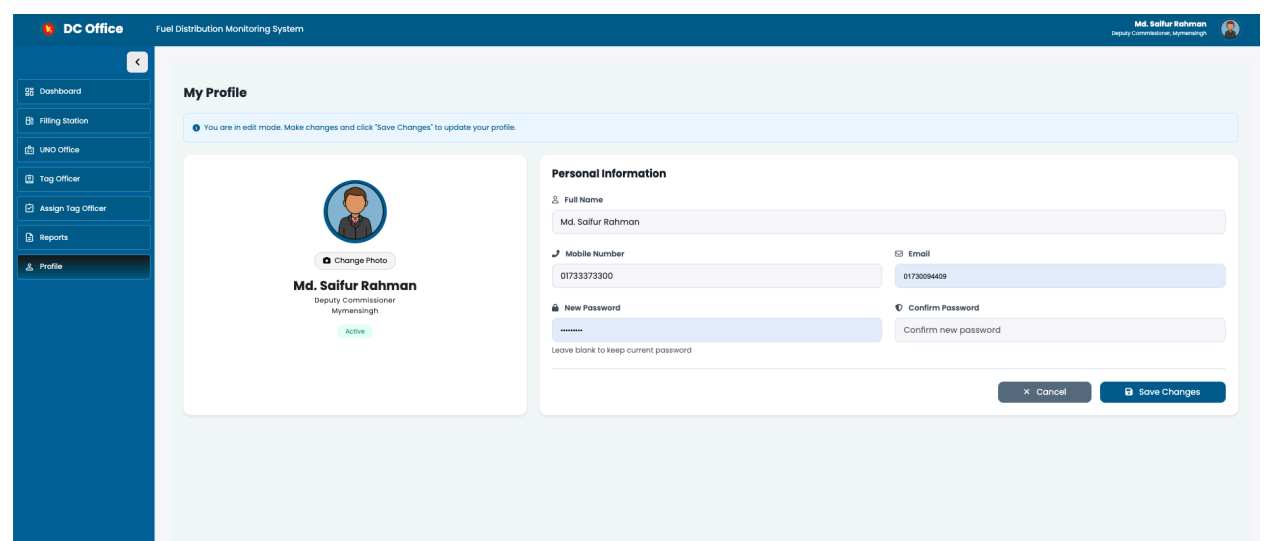 DC Office
Fuel Distribution Monitoring System
Md. Saifur Rahman
Deputy Commissioner, Mymensingh
Dashboard
Filling Station
UNO Office
Tag Officer
Assign Tag Officer
Reports
Profile
My Profile
You are in edit mode. Make changes and click "Save Changes" to update your profile.
Change Photo
Md. Saifur Rahman
Deputy Commissioner
Mymensingh
Active
Personal Information
Full Name
Md. Saifur Rahman
Mobile Number
Email
01733373300
01730094409
New Password
Confirm Password
•••••••••
Confirm new password
Leave blank to keep current password
Cancel
Save Changes